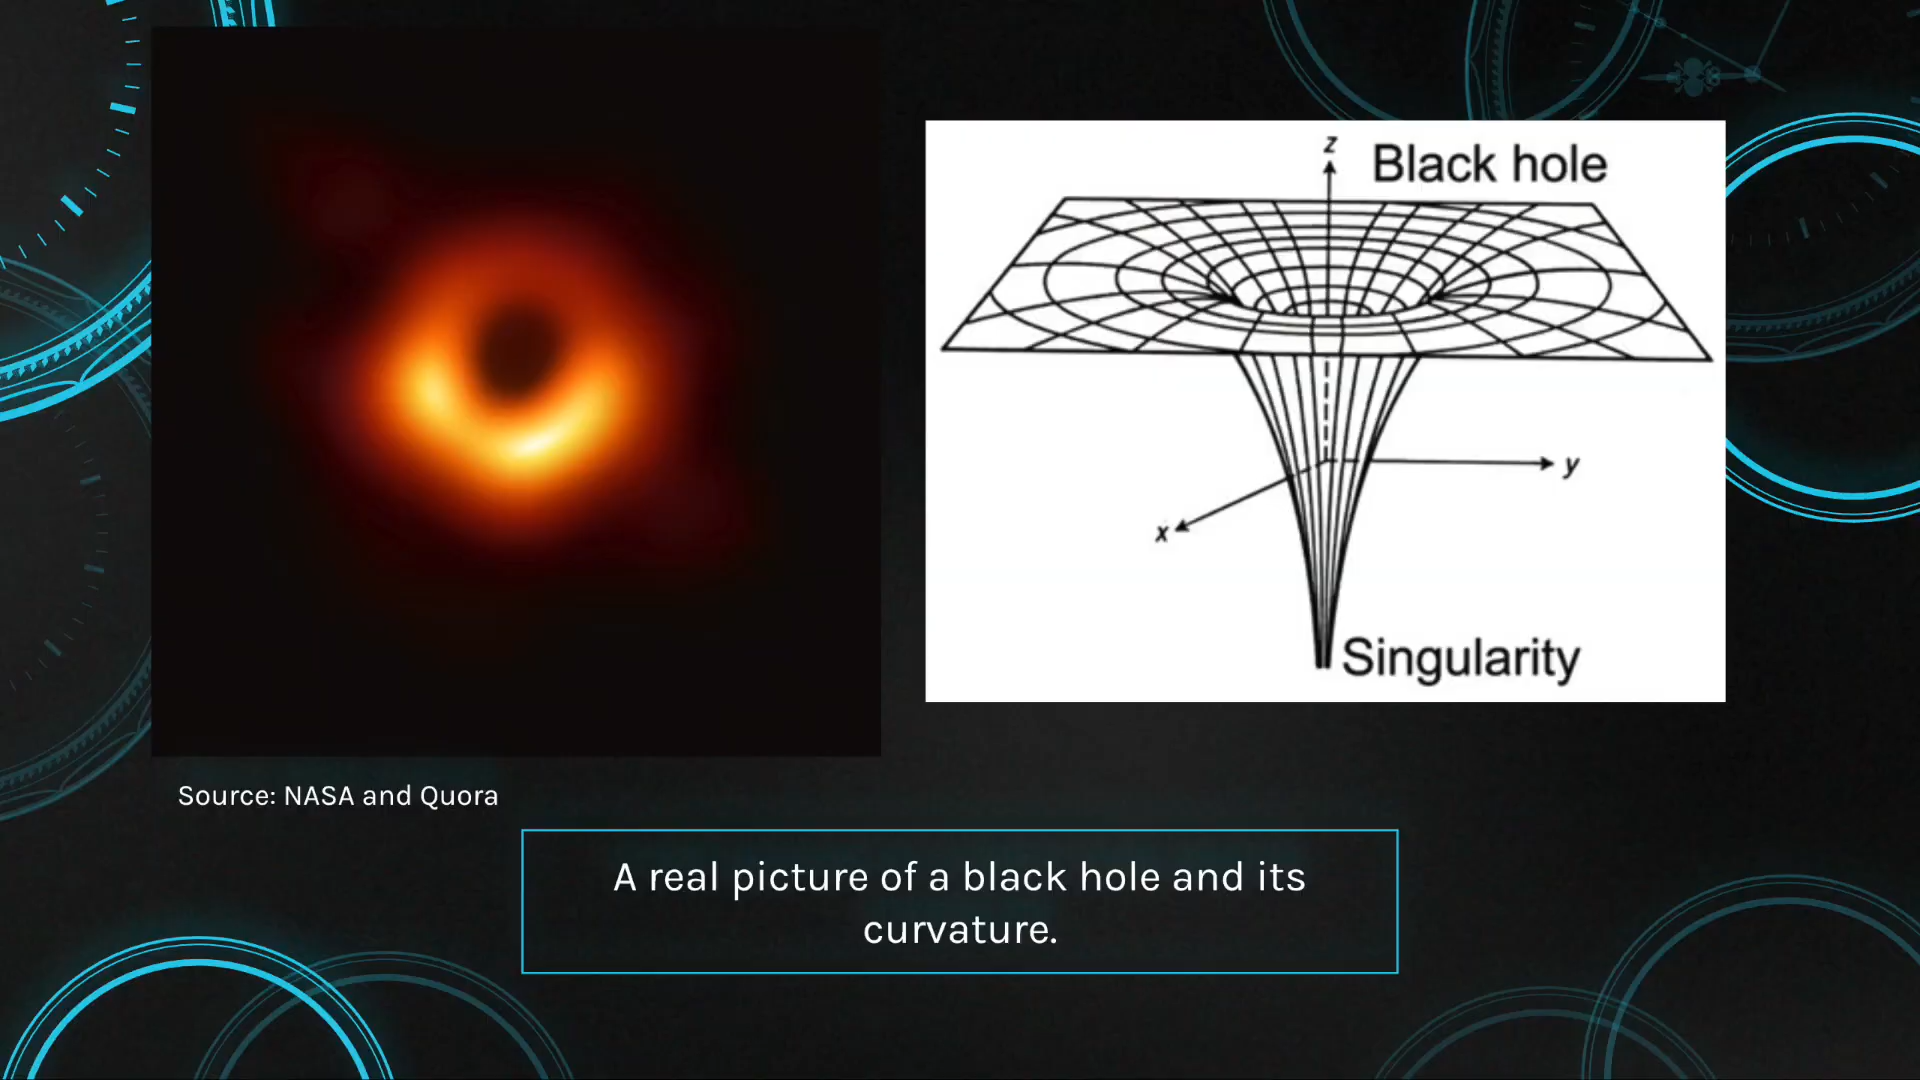 z
Black hole
y
x
Singularity
Source: NASA and Quora
A real picture of a black hole and its
curvature.